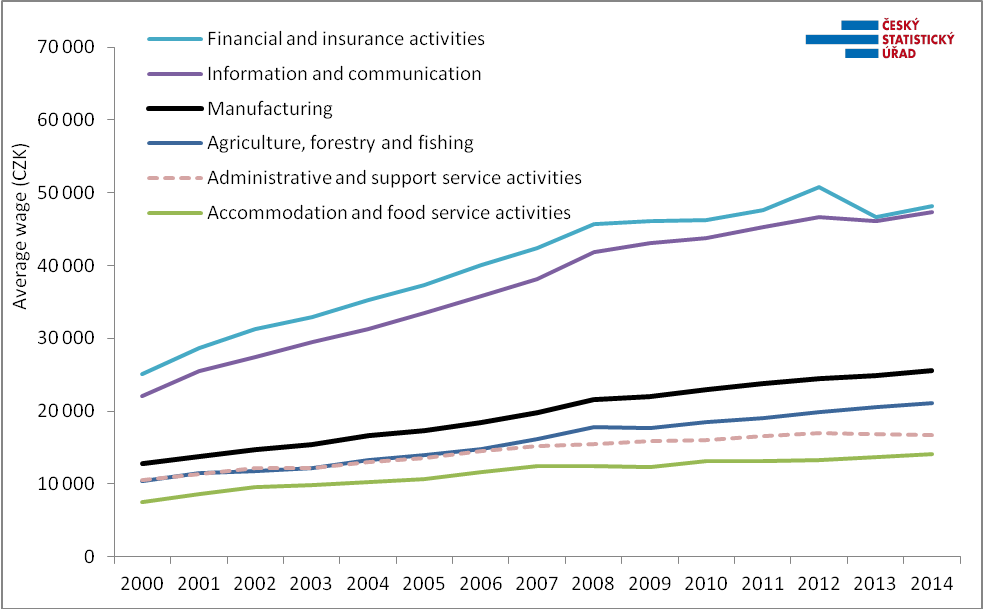 ČESKÝ
STATISTICKÝ
ÚŘAD
Financial and insurance activities
Information and communication
Manufacturing
Agriculture, forestry and fishing
Administrative and support service activities
Accommodation and food service activities
Average wage (CZK)
70 000
60 000
50 000
40 000
30 000
20 000
10 000
0
2000 2001 2002 2003 2004 2005 2006 2007 2008 2009 2010 2011 2012 2013 2014